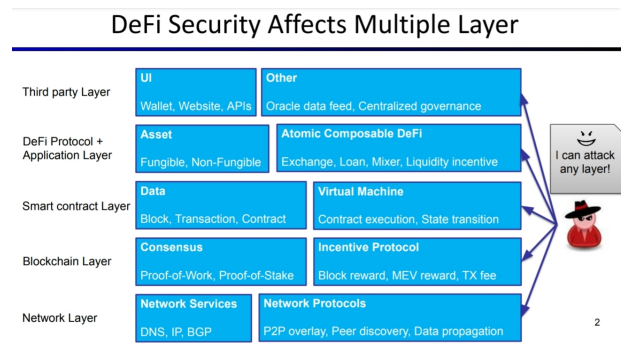 DeFi Security Affects Multiple Layer
Third party Layer
UI
Wallet, Website, APIs
Other
Oracle data feed, Centralized governance
DeFi Protocol +
Application Layer
Asset
Fungible, Non-Fungible
Atomic Composable DeFi
Exchange, Loan, Mixer, Liquidity incentive
I can attack
any layer!
Smart contract Layer
Data
Block, Transaction, Contract
Virtual Machine
Contract execution, State transition
Blockchain Layer
Consensus
Proof-of-Work, Proof-of-Stake
Incentive Protocol
Block reward, MEV reward, TX fee
Network Layer
Network Services
DNS, IP, BGP
Network Protocols
P2P overlay, Peer discovery, Data propagation
2